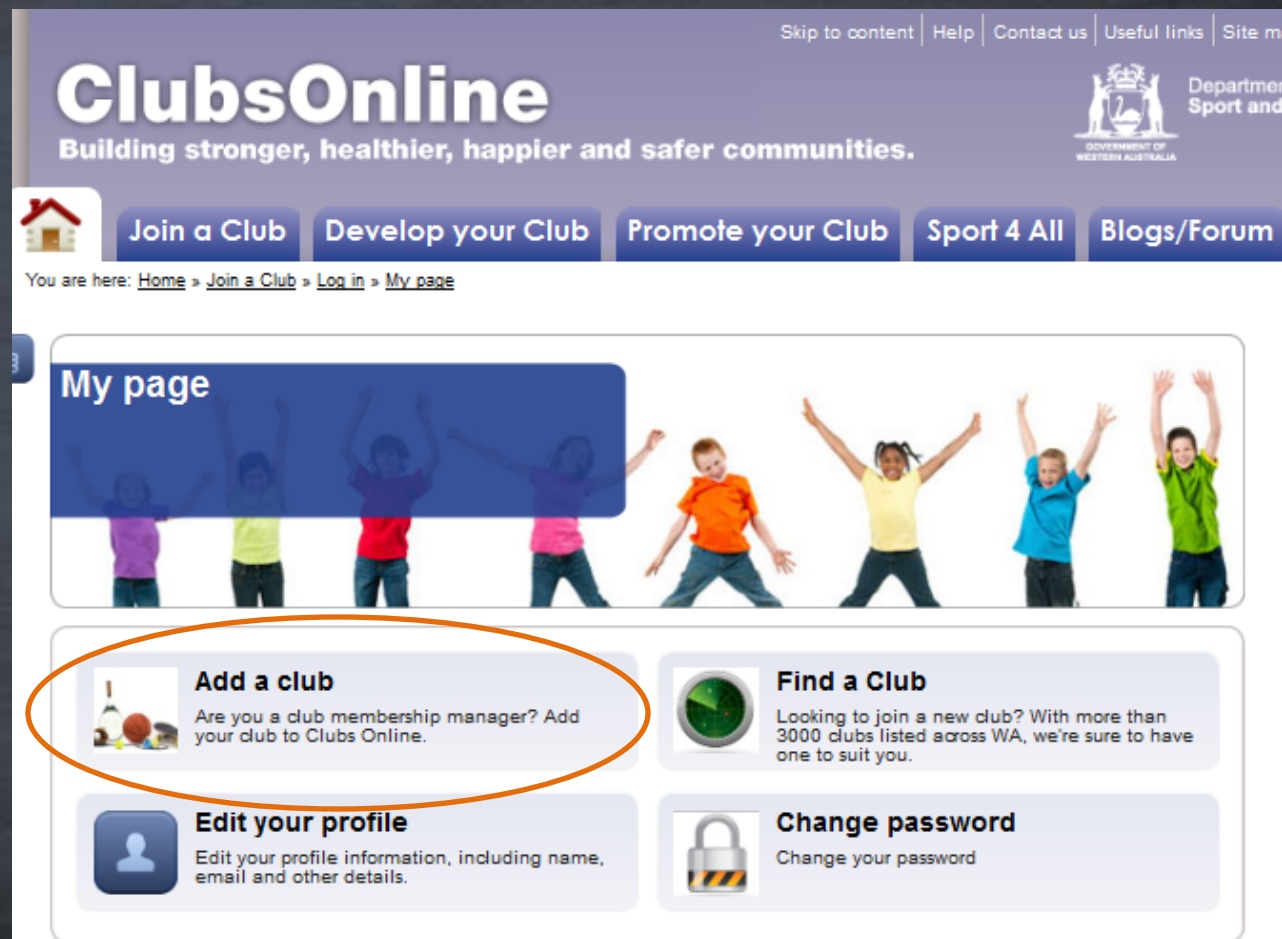 Skip to content | Help | Contact us | Useful links | Site
ClubsOnline
Building stronger, healthier, happier and safer communities.
GOVERNMENT OF
WESTERN AUSTRALIA
Sport and
Join a Club
Develop your Club
Promote your Club
Sport 4 All
Blogs/Forum
You are here: Home » Join a Club » Log in » My page
My page
Add a club
Are you a club membership manager? Add
your club to Clubs Online.
Find a Club
Looking to join a new club? With more than
3000 clubs listed across WA, we're sure to have
one to suit you.
Edit your profile
Edit your profile information, including name,
email and other details.
Change password
Change your password